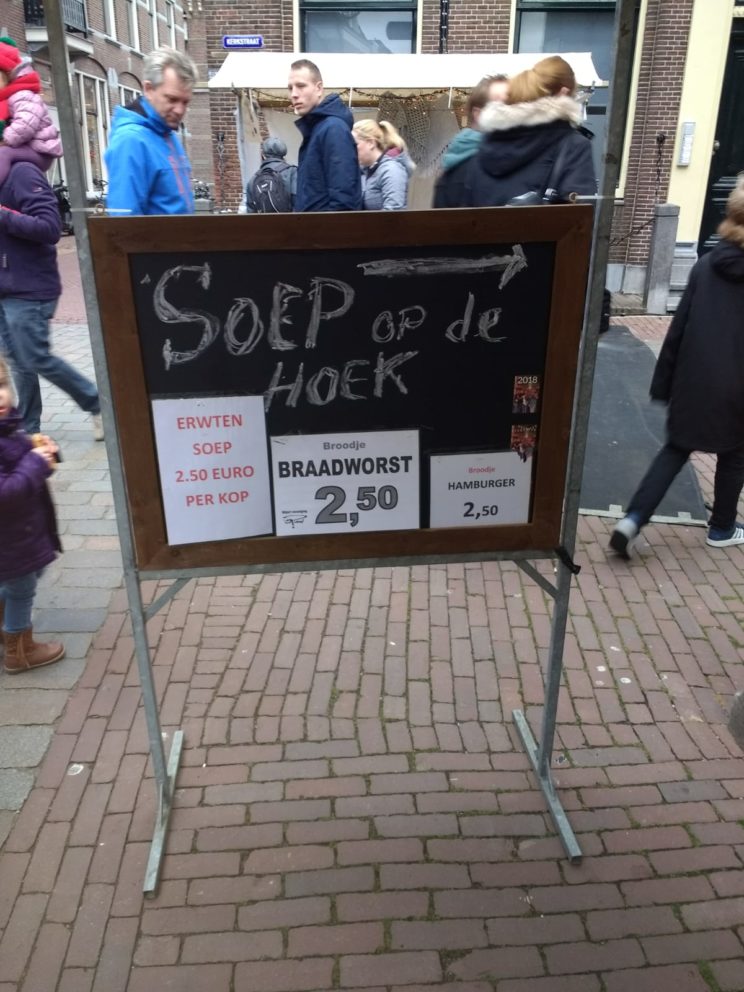 KERKSTRAAT
SOEP OP de
HOEK
2018
ERWTEN
SOEP
2.50 EURO
PER KOP
Broodje
BRAADWORST
2,50
Broodje
HAMBURGER
2,50